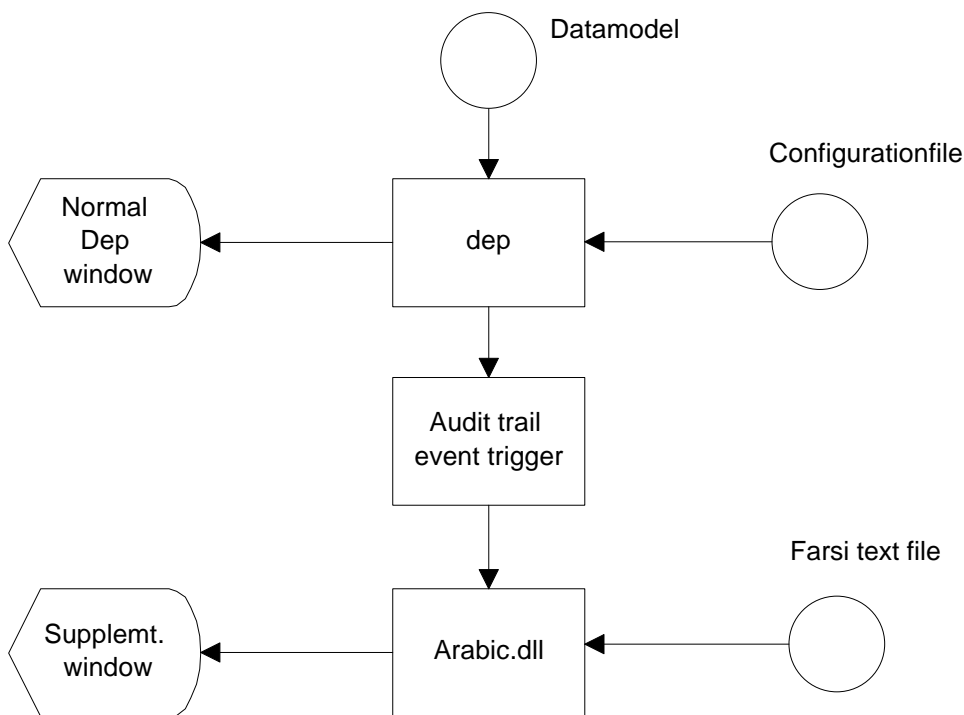 Datamodel
Configurationfile
Normal
Dep
window
dep
Audit trail
event trigger
Farsi text file
Supplemt.
window
Arabic.dll